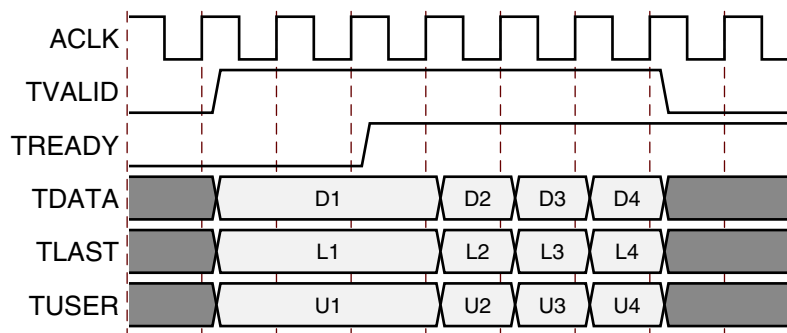 ACLK
TVALID
TREADY
TDATA D1 D2 D3 D4
TLAST L1 L2 L3 L4
TUSER U1 U2 U3 U4